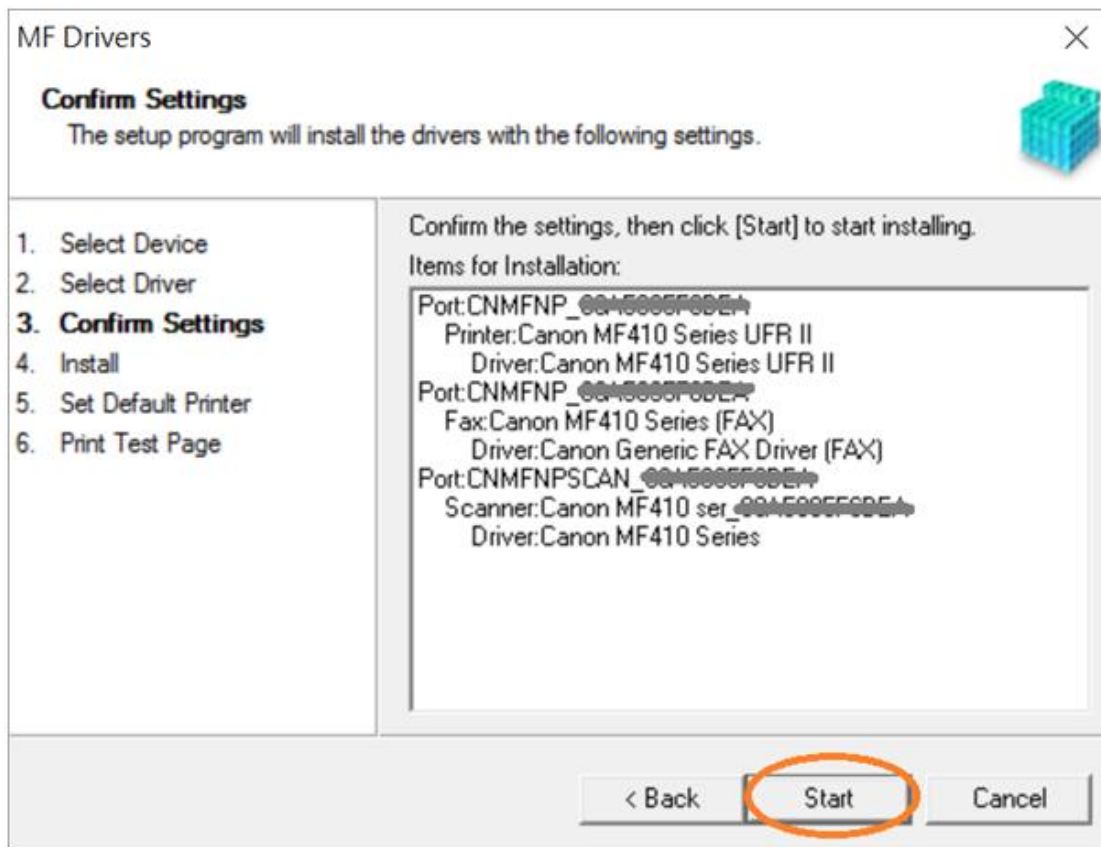 MF Drivers
Confirm Settings
The setup program will install the drivers with the following settings.
1. Select Device
2. Select Driver
3. Confirm Settings
4. Install
5. Set Default Printer
6. Print Test Page
Confirm the settings, then click [Start] to start installing.
Items for Installation:
Port:CNMFNP_
Printer:Canon MF410 Series UFR II
Driver:Canon MF410 Series UFR II
Port:CNMFNP_
Fax:Canon MF410 Series (FAX)
Driver:Canon Generic FAX Driver (FAX)
Port:CNMFNPSCAN_
Scanner:Canon MF410 ser_
Driver:Canon MF410 Series
< Back
Start
Cancel